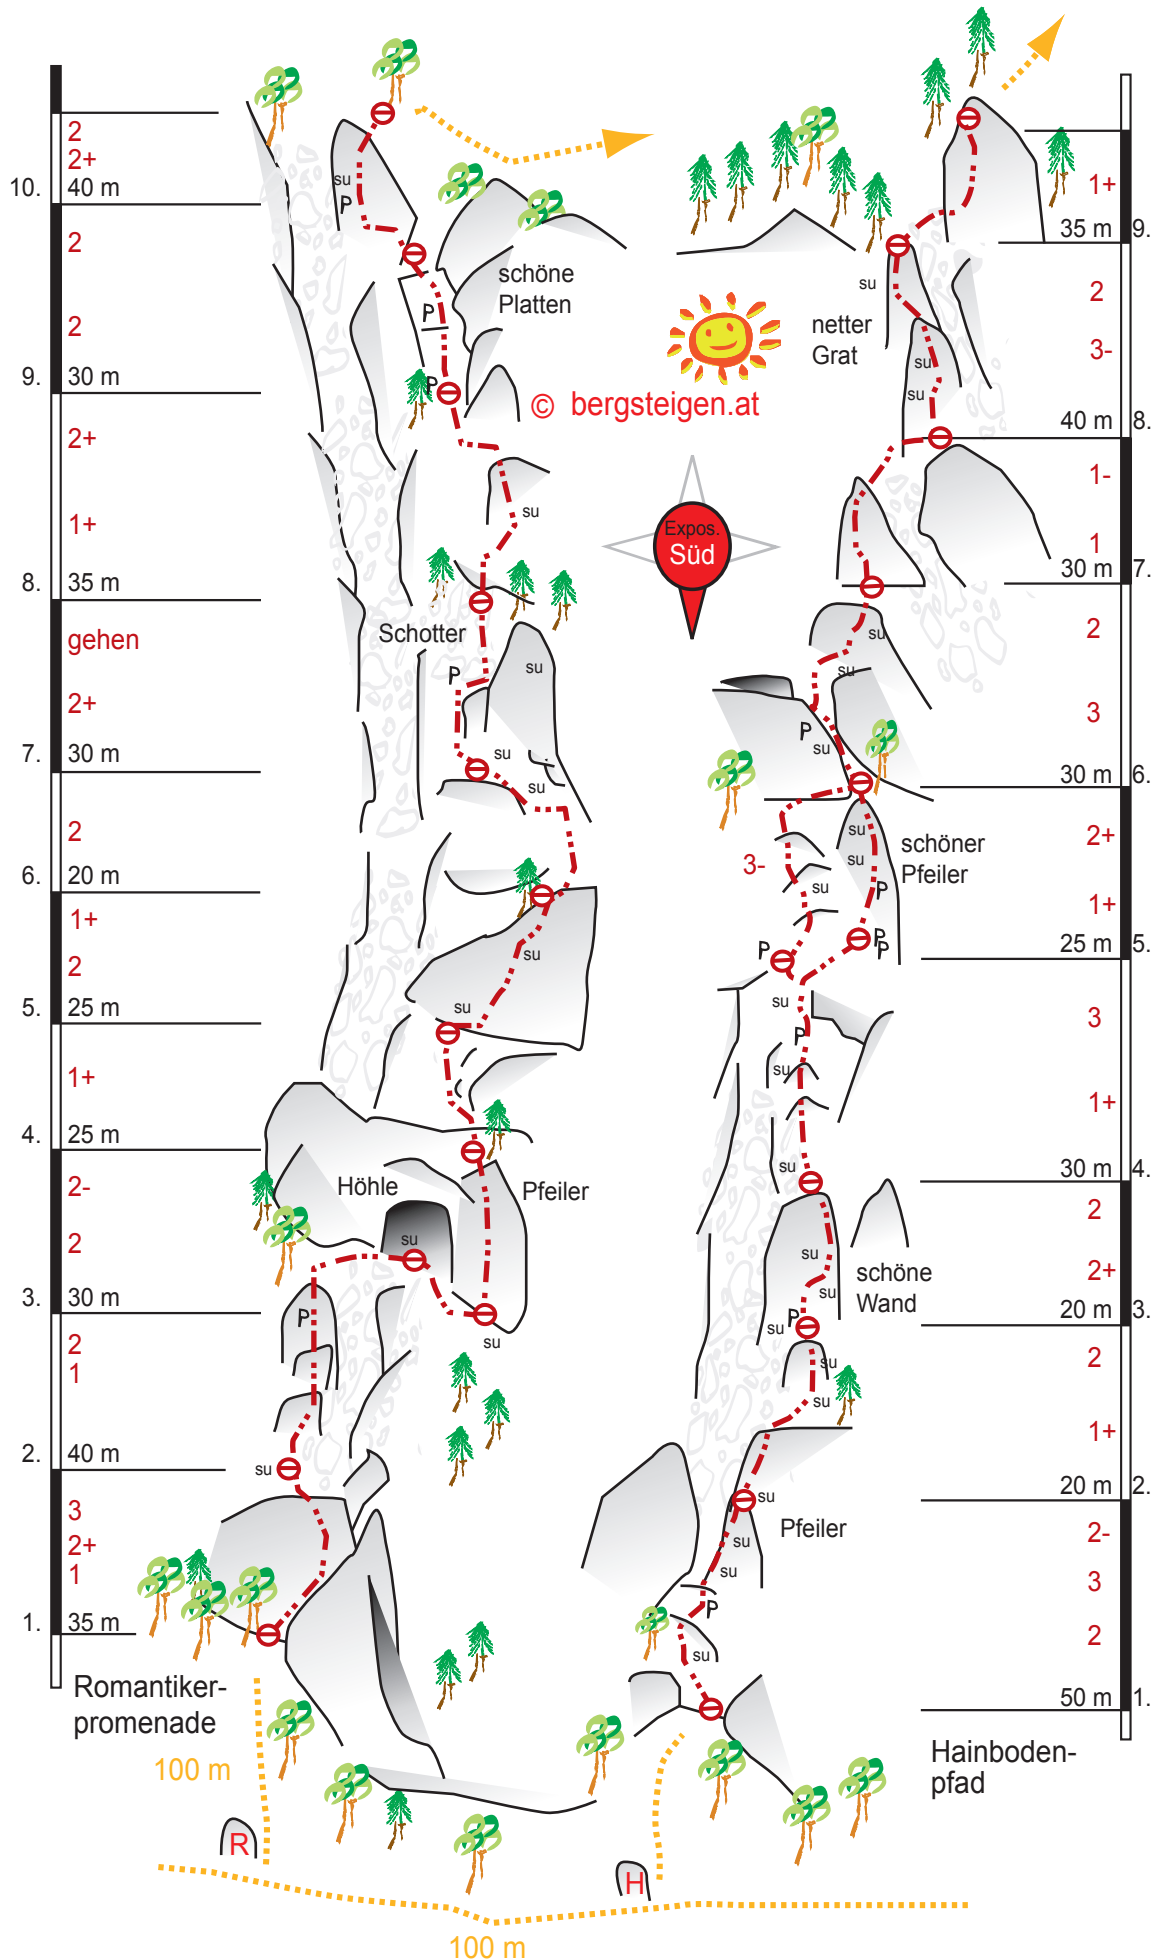 2
2+
10.
40 m
2
2
9.
30 m
2+
1+
8.
35 m
gehen
2+
7.
30 m
2
6.
20 m
1+
2
5.
25 m
1+
4.
25 m
2-
2
3.
30 m
2
1
2.
40 m
3
2+
1
1.
35 m
Romantiker-
promenade
100 m
R
su
P
schöne
Platten
P
P
su
Schotter
P
su
su
su
su
su
Höhle
Pfeiler
su
su
P
su
© bergsteigen.at
Expos.
Süd
1+
35 m
9.
2
3-
40 m
8.
1-
1
30 m
7.
2
3
30 m
6.
2+
1+
25 m
5.
3
1+
30 m
4.
2
2+
20 m
3.
2
1+
20 m
2.
2-
3
2
50 m
1.
su
netter
Grat
su
su
su
su
P
su
su
schöner
Pfeiler
su
3-
su
P
P
P
P
su
P
su
su
su
schöne
Wand
su
P
su
su
su
su
Pfeiler
su
su
P
su
Hainboden-
pfad
H
100 m